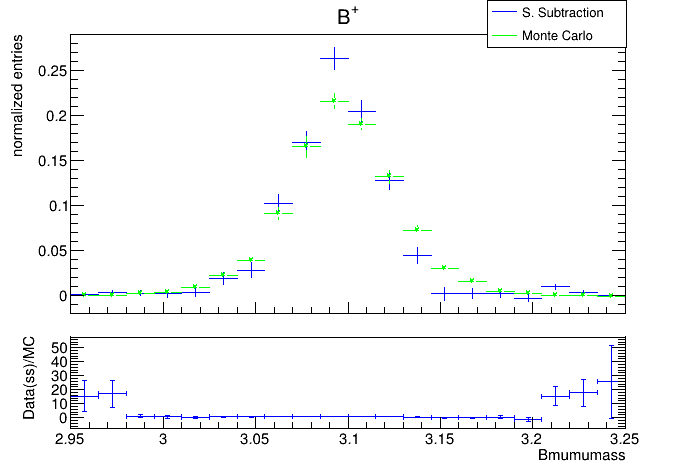 B+
S. Subtraction
Monte Carlo
normalized entries
0.25
0.2
0.15
0.1
0.05
0
Data(ss)/MC
50
40
30
20
10
0
2.95 3 3.05 3.1 3.15 3.2 3.25
Bmumumass